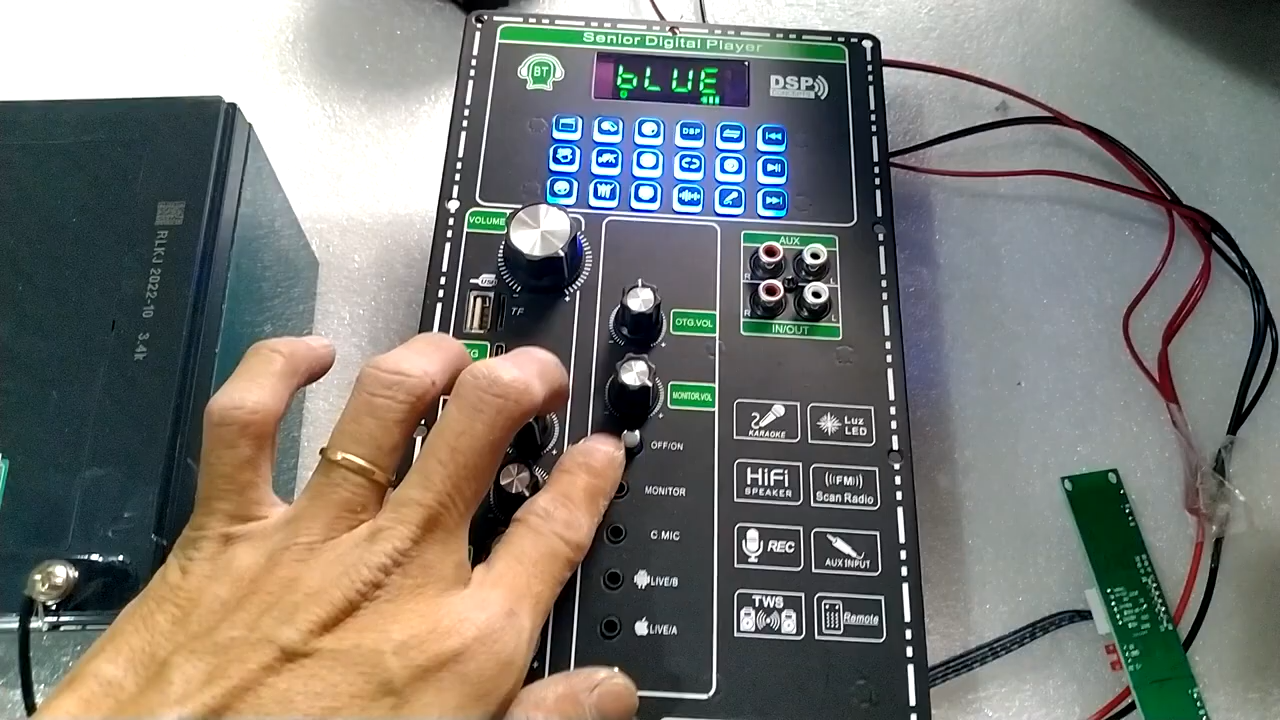 Senior Digital Player
BT
bLUE
DSP
DSP
VOLUME
AUX
R
L
USB
TF
R
L
IN/OUT
OTG.VOL
MONITOR.VOL
OFF/ON
MONITOR
C.MIC
LIVE/B
LIVE/A
KARAOKE
Luz
LED
HiFi
SPEAKER
((FM))
Scan Radio
REC
AUX INPUT
TWS
Remote
RLKJ 2022-10 3.4k